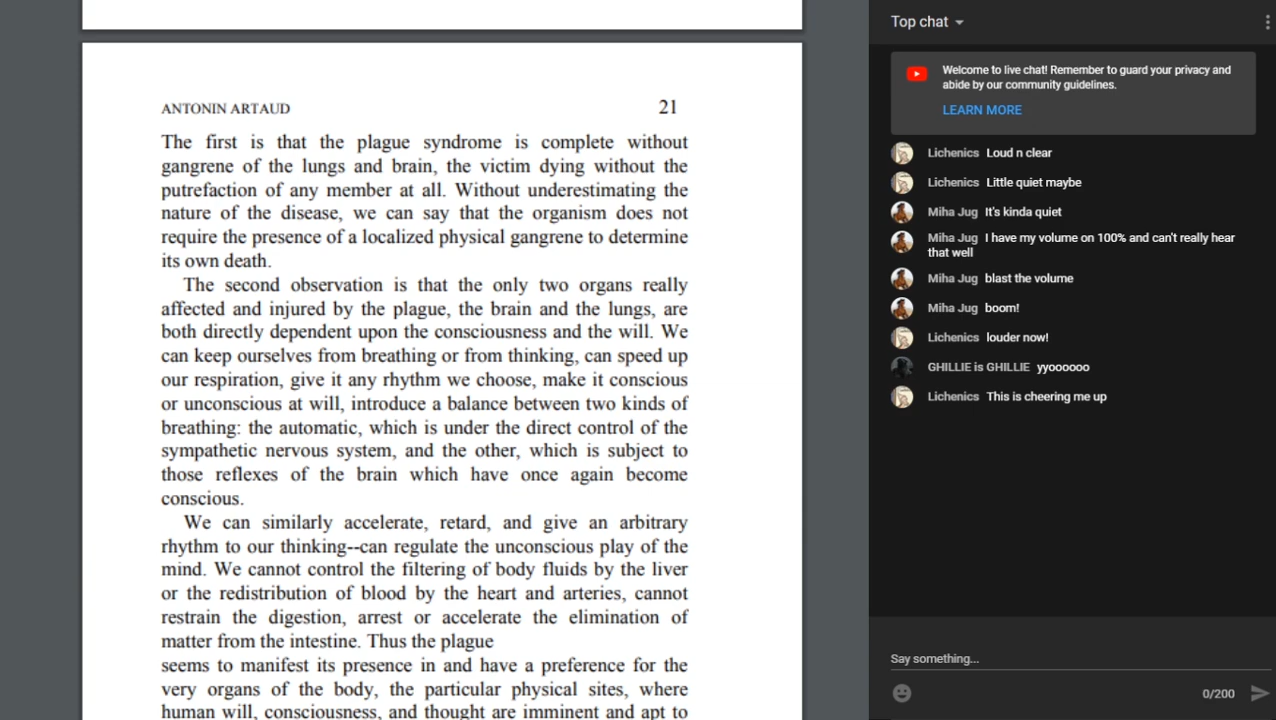 ANTONIN ARTAUD 21
The first is that the plague syndrome is complete without
gangrene of the lungs and brain, the victim dying without the
putrefaction of any member at all. Without underestimating the
nature of the disease, we can say that the organism does not
require the presence of a localized physical gangrene to determine
its own death.
The second observation is that the only two organs really
affected and injured by the plague, the brain and the lungs, are
both directly dependent upon the consciousness and the will. We
can keep ourselves from breathing or from thinking, can speed up
our respiration, give it any rhythm we choose, make it conscious
or unconscious at will, introduce a balance between two kinds of
breathing: the automatic, which is under the direct control of the
sympathetic nervous system, and the other, which is subject to
those reflexes of the brain which have once again become
conscious.
We can similarly accelerate, retard, and give an arbitrary
rhythm to our thinking--can regulate the unconscious play of the
mind. We cannot control the filtering of body fluids by the liver
or the redistribution of blood by the heart and arteries, cannot
restrain the digestion, arrest or accelerate the elimination of
matter from the intestine. Thus the plague
seems to manifest its presence in and have a preference for the
very organs of the body, the particular physical sites, where
human will, consciousness, and thought are imminent and apt to
Top chat
Welcome to live chat! Remember to guard your privacy and
abide by our community guidelines.
LEARN MORE
Lichenics Loud n clear
Lichenics Little quiet maybe
Miha Jug It's kinda quiet
Miha Jug I have my volume on 100% and can't really hear
that well
Miha Jug blast the volume
Miha Jug boom!
Lichenics louder now!
GHILLIE is GHILLIE yyoooooo
Lichenics This is cheering me up
Say something...
0/200